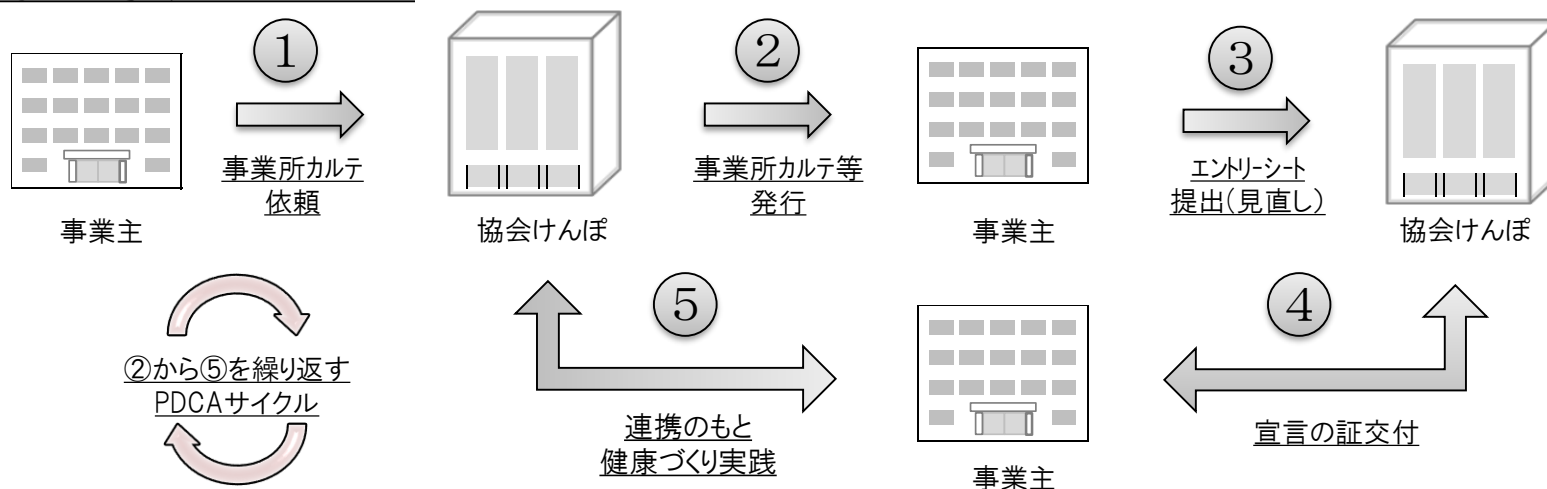 ①
事業所カルテ
依頼
事業主
協会けんぽ
②
事業所カルテ等
発行
事業主
③
エントリーシート
提出(見直し)
協会けんぽ
②から⑤を繰り返す
PDCAサイクル
⑤
連携のもと
健康づくり実践
事業主
④
宣言の証交付